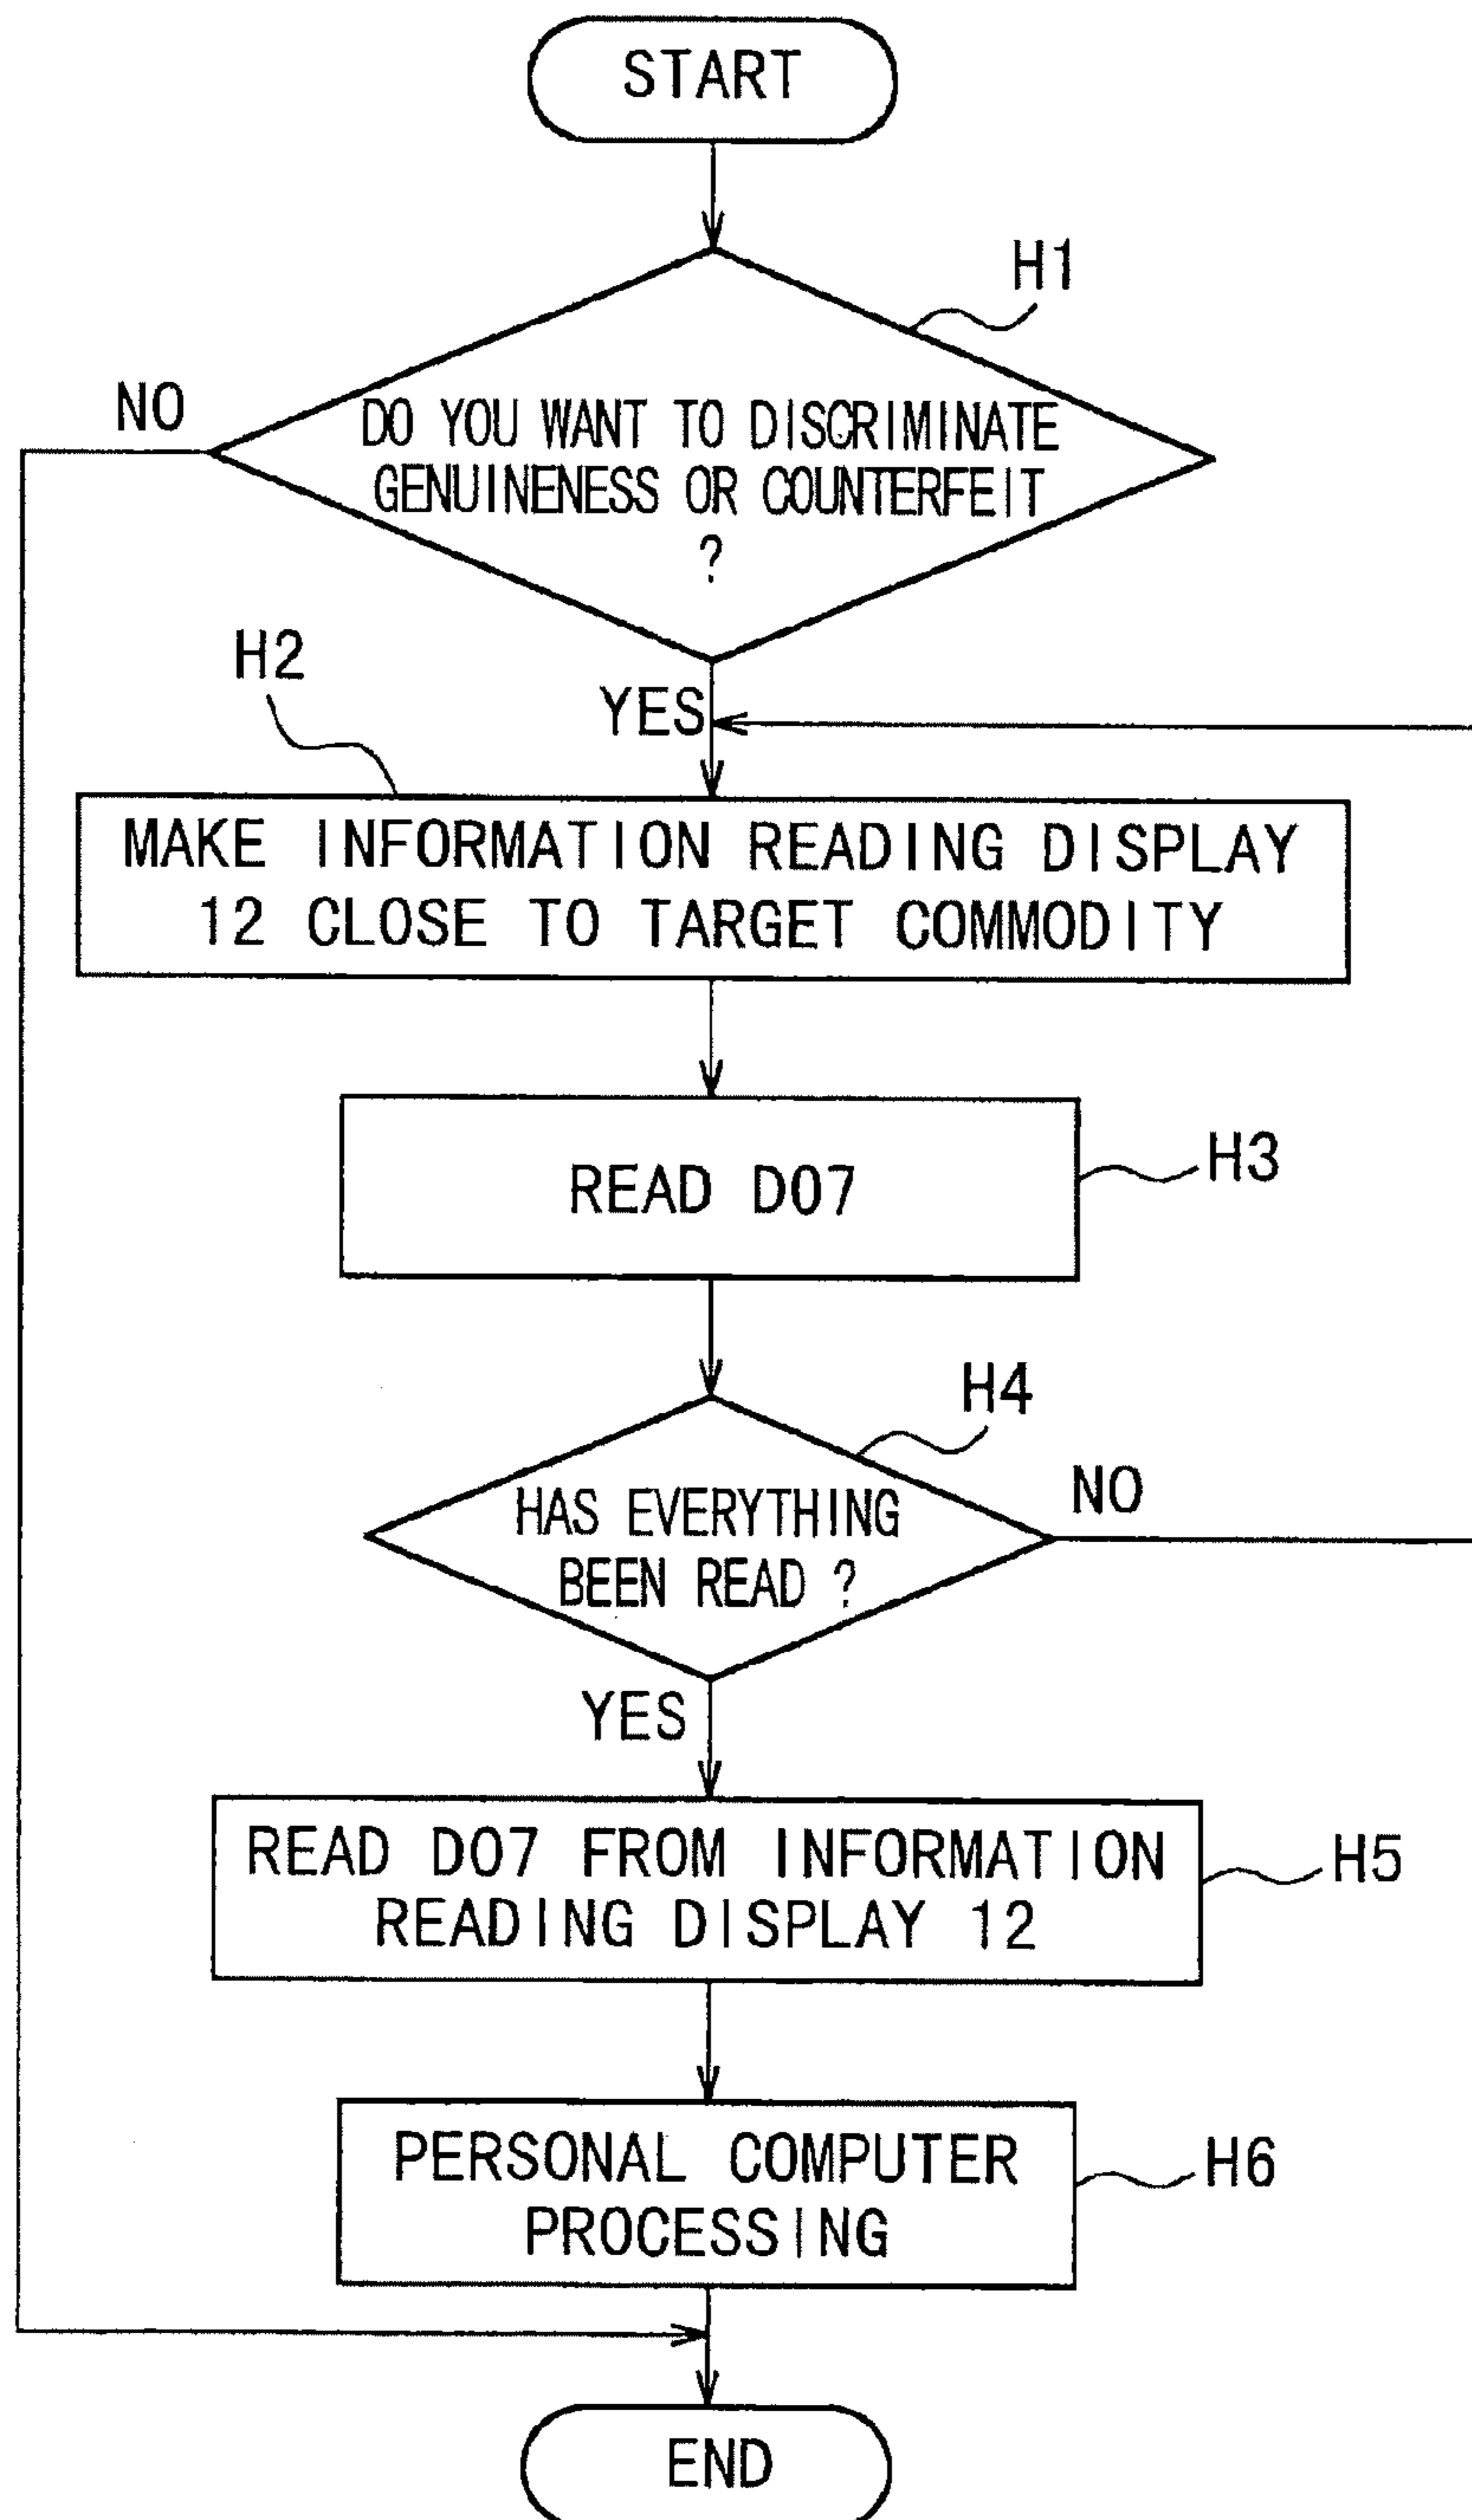 START
H1
NO
DO YOU WANT TO DISCRIMINATE
GENUINENESS OR COUNTERFEIT
?
H2
YES
MAKE INFORMATION READING DISPLAY
12 CLOSE TO TARGET COMMODITY
READ D07
H3
H4
HAS EVERYTHING
BEEN READ ?
NO
YES
READ D07 FROM INFORMATION
READING DISPLAY 12
H5
PERSONAL COMPUTER
PROCESSING
H6
END